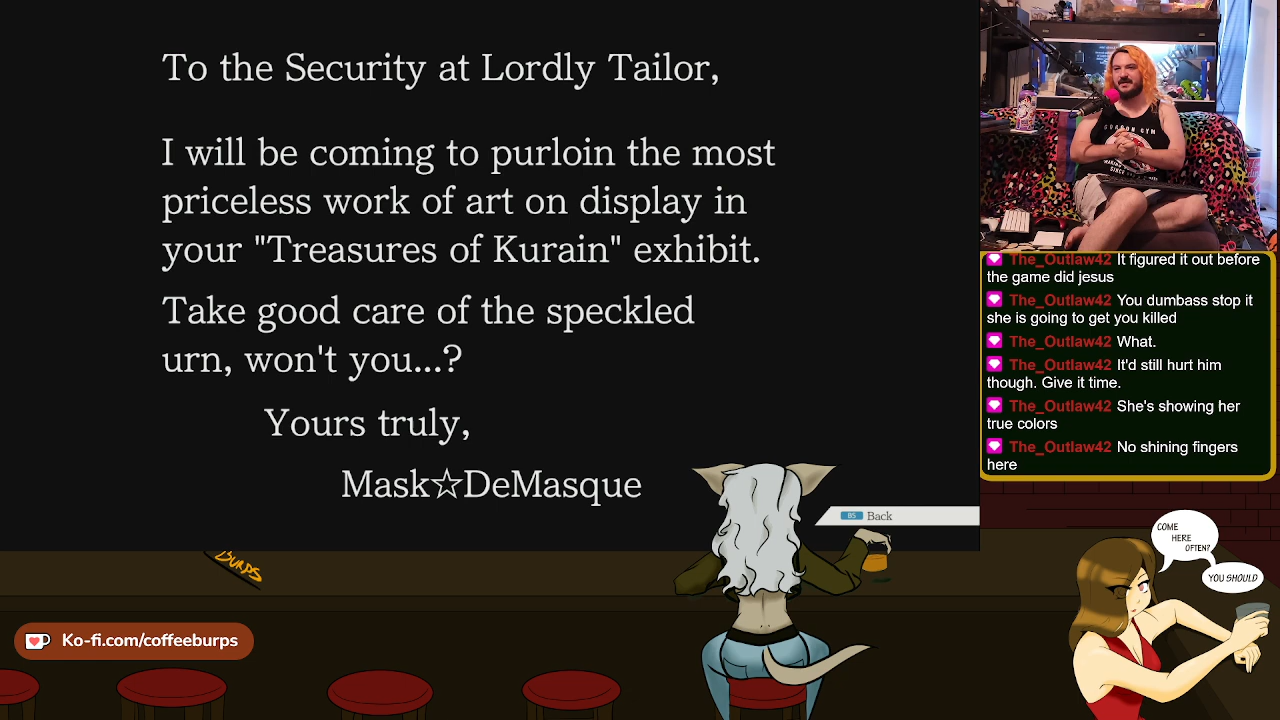 To the Security at Lordly Tailor,
I will be coming to purloin the most
priceless work of art on display in
your "Treasures of Kurain" exhibit.
Take good care of the speckled
urn, won't you...?
Yours truly,
Mask☆DeMasque
BS Back
The_Outlaw42 It figured it out before
the game did jesus
The_Outlaw42 You dumbass stop it
she is going to get you killed
The_Outlaw42 What.
The_Outlaw42 It'd still hurt him
though. Give it time.
The_Outlaw42 She's showing her
true colors
The_Outlaw42 No shining fingers
here
COME
HERE
OFTEN?
YOU SHOULD
BURPS
Ko-fi.com/coffeeburps